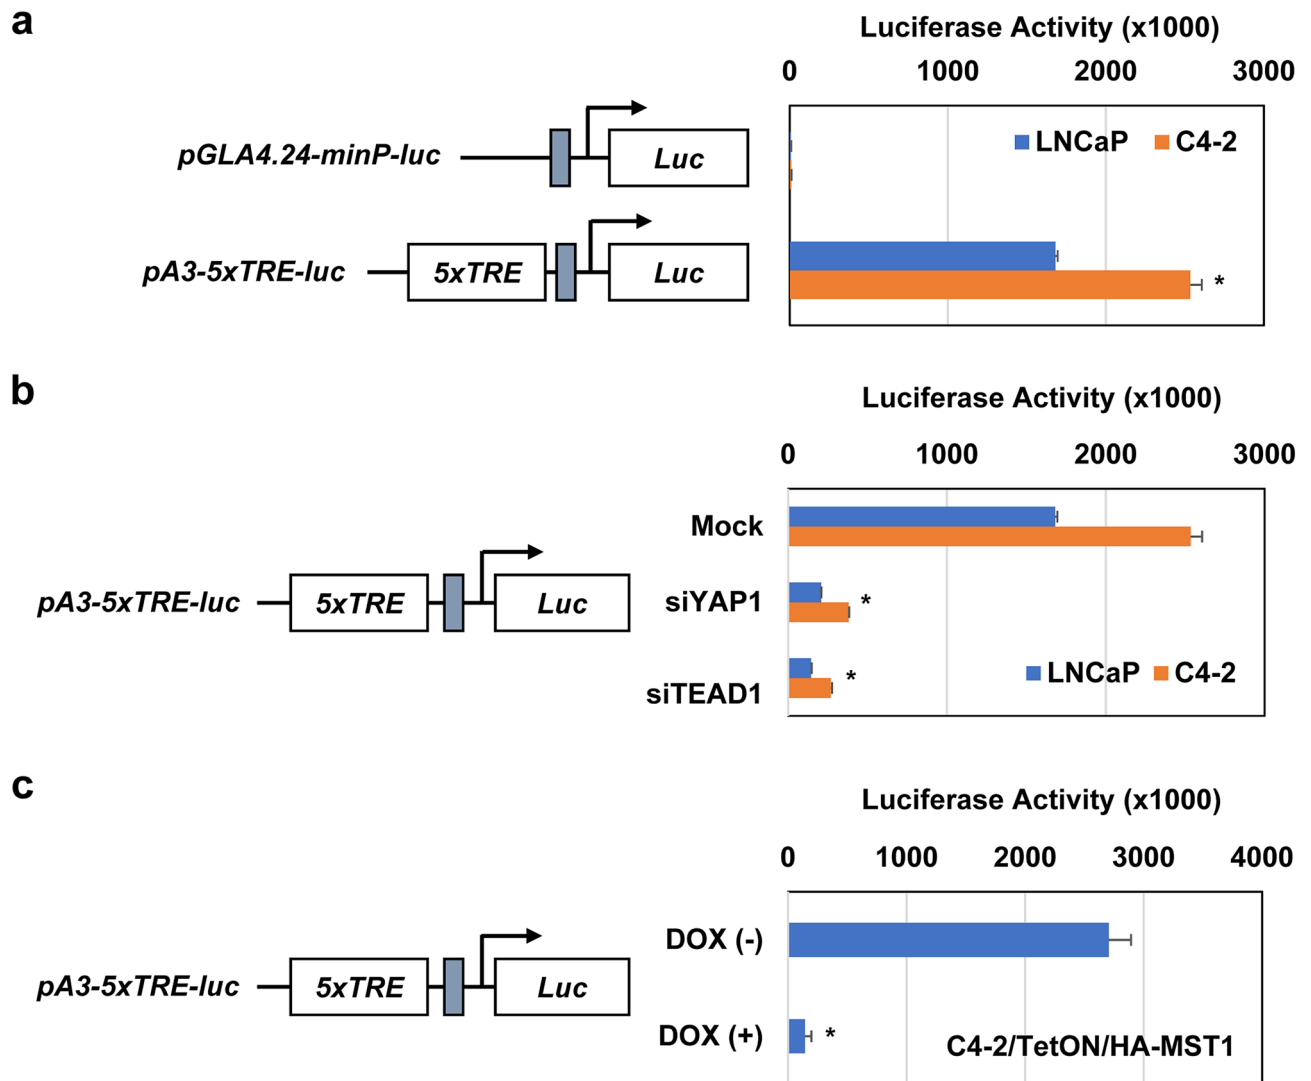 a
Luciferase Activity (x1000)
0 1000 2000 3000
LNCaP C4-2
pGLA4.24-minP-luc Luc
pA3-5xTRE-luc 5xTRE Luc
*
b
Luciferase Activity (x1000)
0 1000 2000 3000
Mock
pA3-5xTRE-luc 5xTRE Luc
siYAP1 *
siTEAD1 *
LNCaP C4-2
c
Luciferase Activity (x1000)
0 1000 2000 3000 4000
DOX (-)
pA3-5xTRE-luc 5xTRE Luc
DOX (+) *
C4-2/TetON/HA-MST1